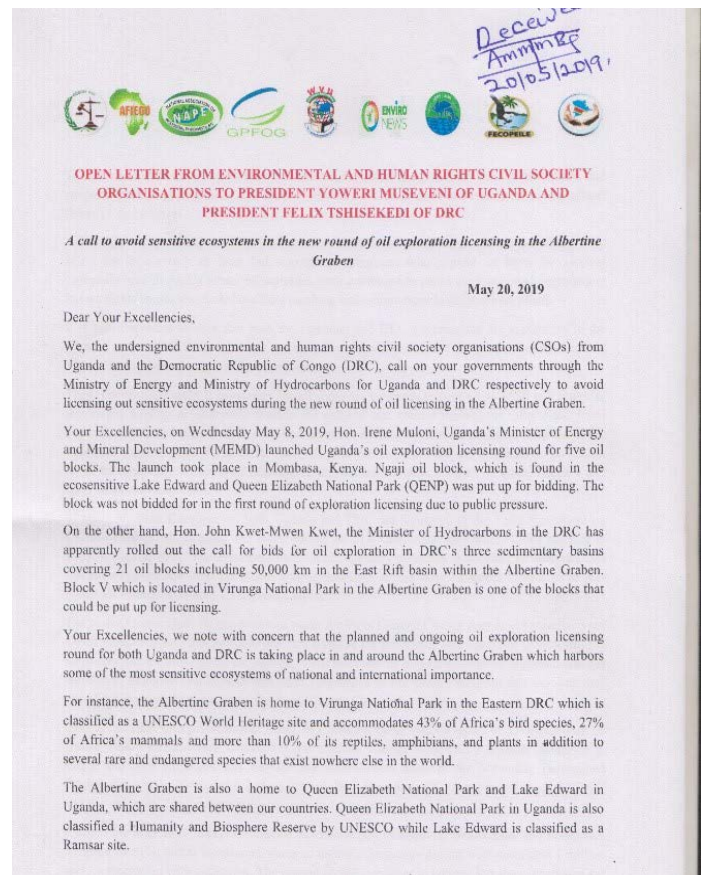 20/05/2019.
AFIEGO
NAPE
GPFOG
WVU
ENVIRO
NEWS
FECOPEILE
OPEN LETTER FROM ENVIRONMENTAL AND HUMAN RIGHTS CIVIL SOCIETY
ORGANISATIONS TO PRESIDENT YOWERI MUSEVENI OF UGANDA AND
PRESIDENT FELIX TSHISEKEDI OF DRC
A call to avoid sensitive ecosystems in the new round of oil exploration licensing in the Albertine
Graben
May 20, 2019
Dear Your Excellencies,
We, the undersigned environmental and human rights civil society organisations (CSOs) from
Uganda and the Democratic Republic of Congo (DRC), call on your governments through the
Ministry of Energy and Ministry of Hydrocarbons for Uganda and DRC respectively to avoid
licensing out sensitive ecosystems during the new round of oil licensing in the Albertine Graben.
Your Excellencies, on Wednesday May 8, 2019, Hon. Irene Muloni, Uganda's Minister of Energy
and Mineral Development (MEMD) launched Uganda's oil exploration licensing round for five oil
blocks. The launch took place in Mombasa, Kenya. Ngaji oil block, which is found in the
ecosensitive Lake Edward and Queen Elizabeth National Park (QENP) was put up for bidding. The
block was not bidded for in the first round of exploration licensing due to public pressure.
On the other hand, Hon. John Kwet-Mwen Kwet, the Minister of Hydrocarbons in the DRC has
apparently rolled out the call for bids for oil exploration in DRC's three sedimentary basins
covering 21 oil blocks including 50,000 km in the East Rift basin within the Albertine Graben.
Block V which is located in Virunga National Park in the Albertine Graben is one of the blocks that
could be put up for licensing.
Your Excellencies, we note with concern that the planned and ongoing oil exploration licensing
round for both Uganda and DRC is taking place in and around the Albertine Graben which harbors
some of the most sensitive ecosystems of national and international importance.
For instance, the Albertine Graben is home to Virunga National Park in the Eastern DRC which is
classified as a UNESCO World Heritage site and accommodates 43% of Africa's bird species, 27%
of Africa's mammals and more than 10% of its reptiles, amphibians, and plants in addition to
several rare and endangered species that exist nowhere else in the world.
The Albertine Graben is also a home to Queen Elizabeth National Park and Lake Edward in
Uganda, which are shared between our countries. Queen Elizabeth National Park in Uganda is also
classified a Humanity and Biosphere Reserve by UNESCO while Lake Edward is classified as a
Ramsar site.